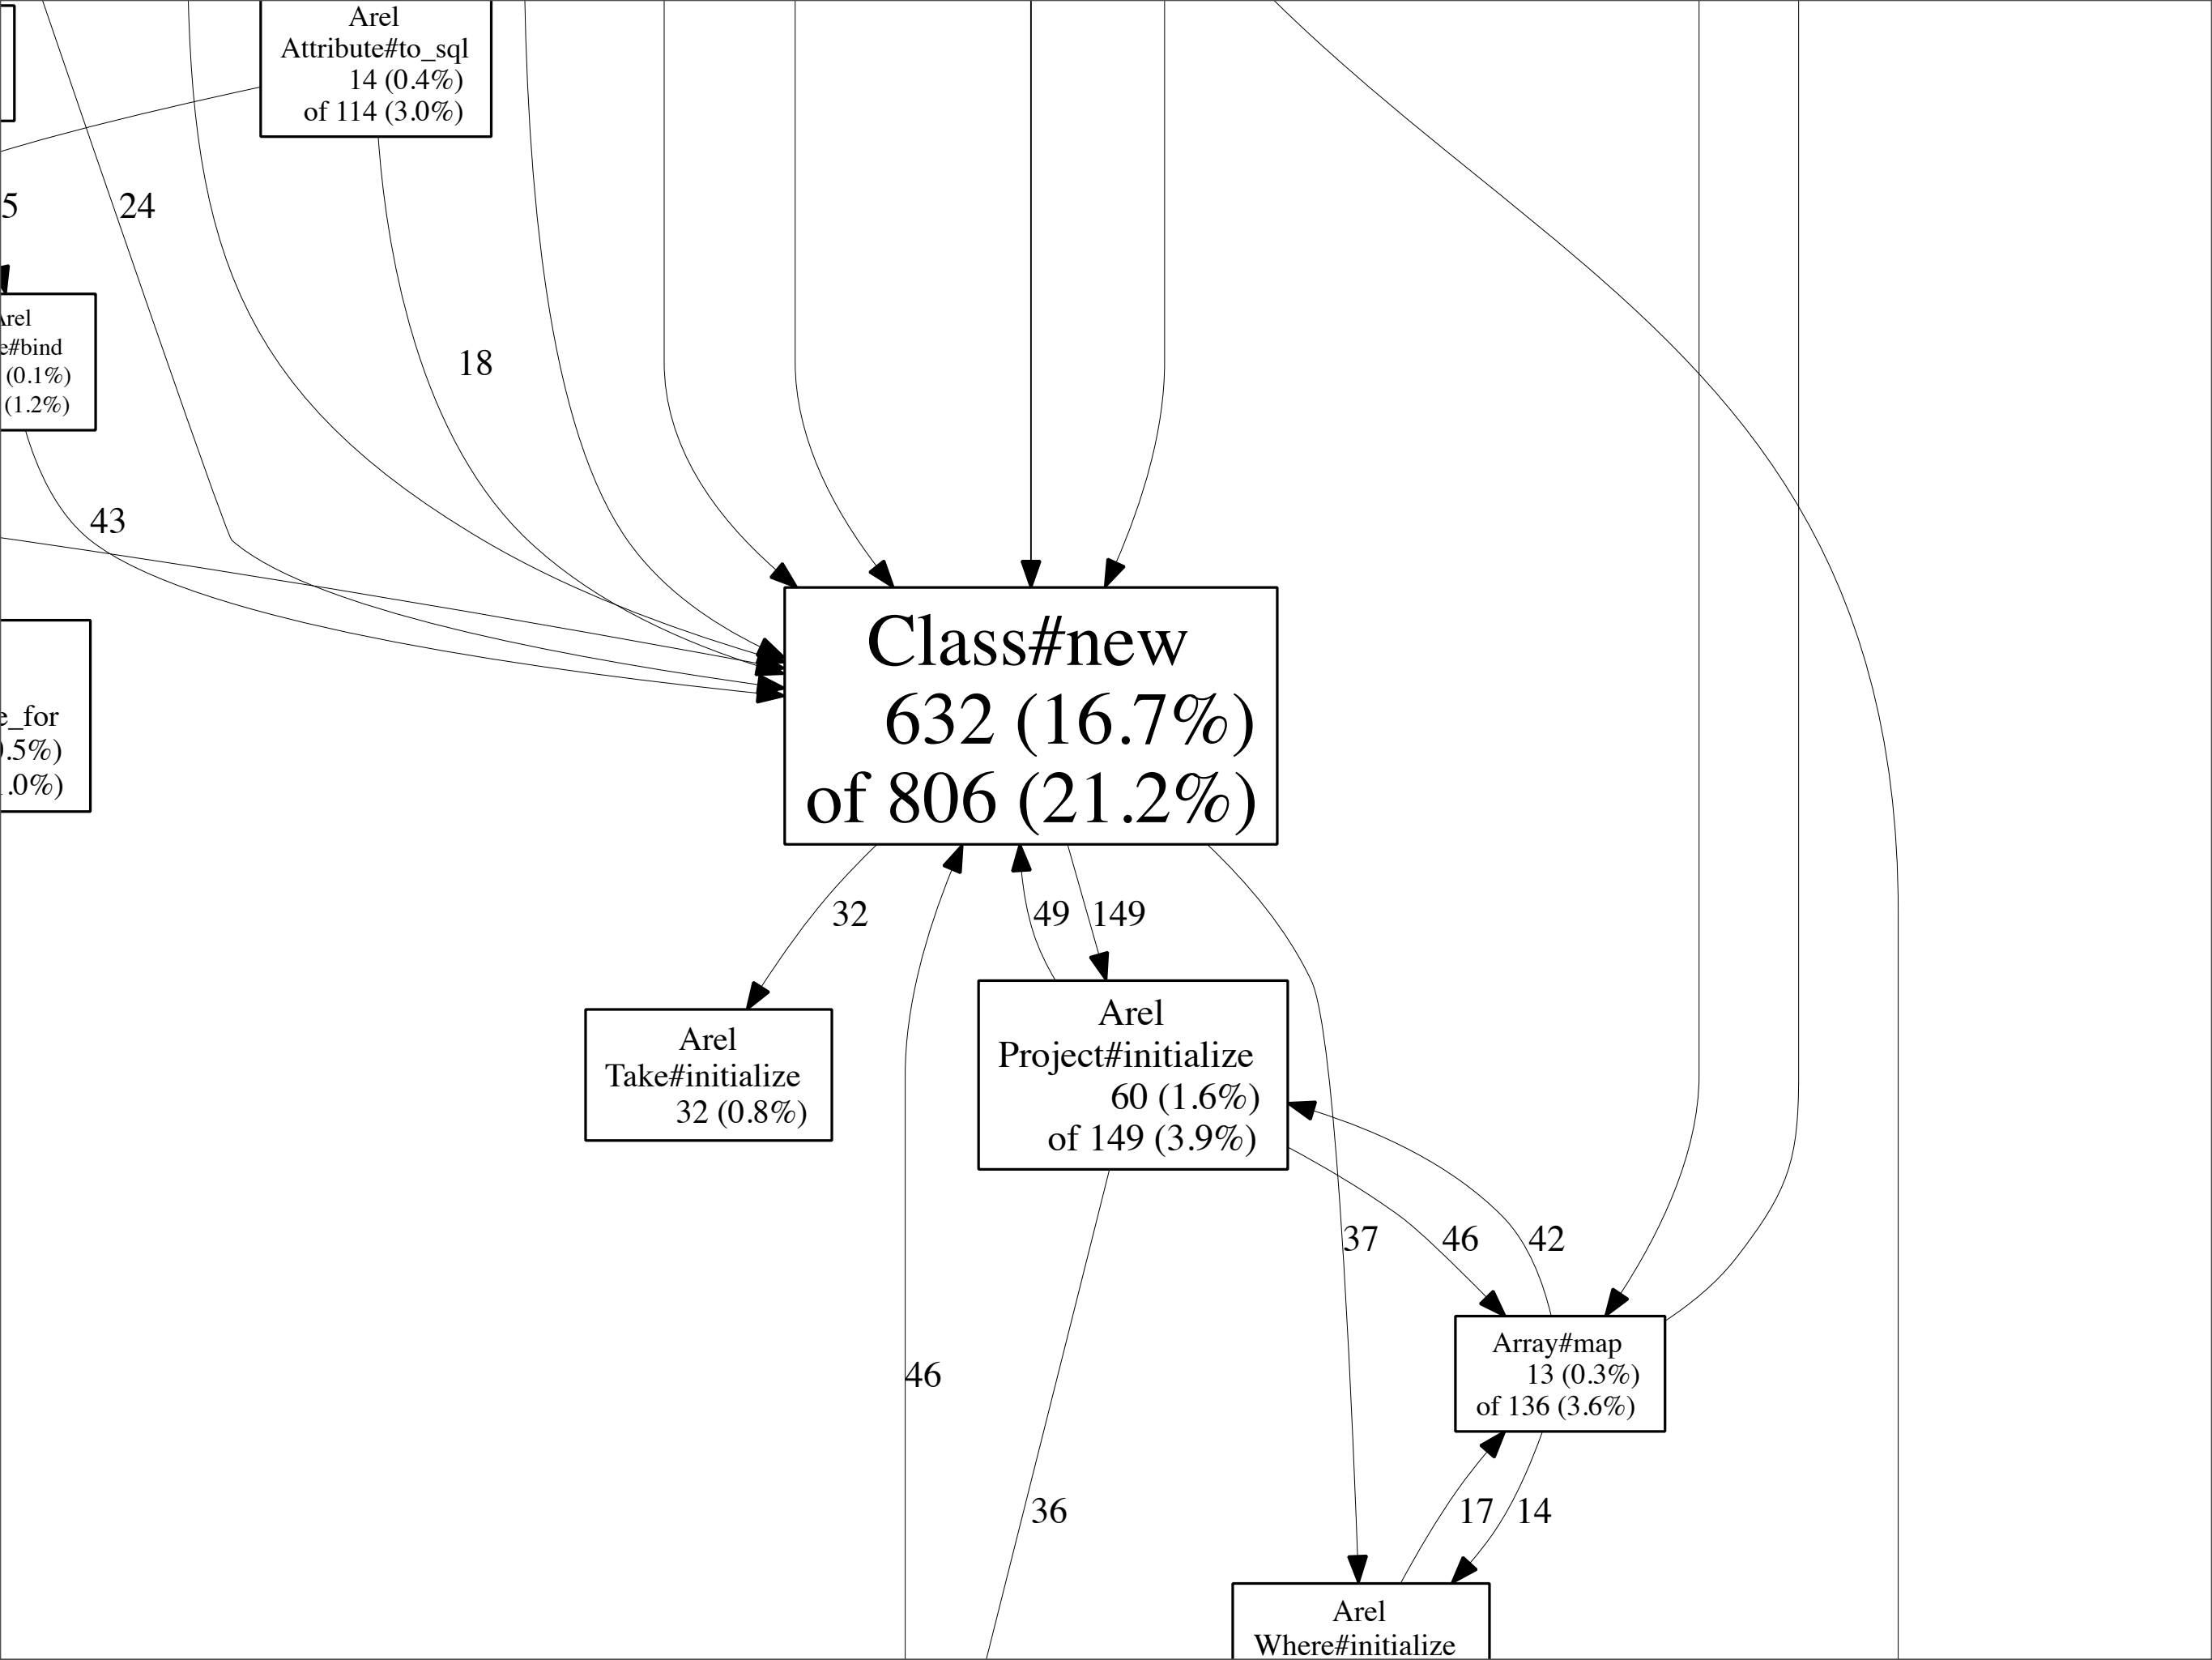 Arel
Attribute#to_sql
14 (0.4%)
of 114 (3.0%)
5
24
Arel
e#bind
(0.1%)
(1.2%)
18
43
e_for
.5%)
.0%)
Class#new
632 (16.7%)
of 806 (21.2%)
32
49
149
Arel
Take#initialize
32 (0.8%)
Arel
Project#initialize
60 (1.6%)
of 149 (3.9%)
37
46
42
Array#map
13 (0.3%)
of 136 (3.6%)
46
36
17
14
Arel
Where#initialize